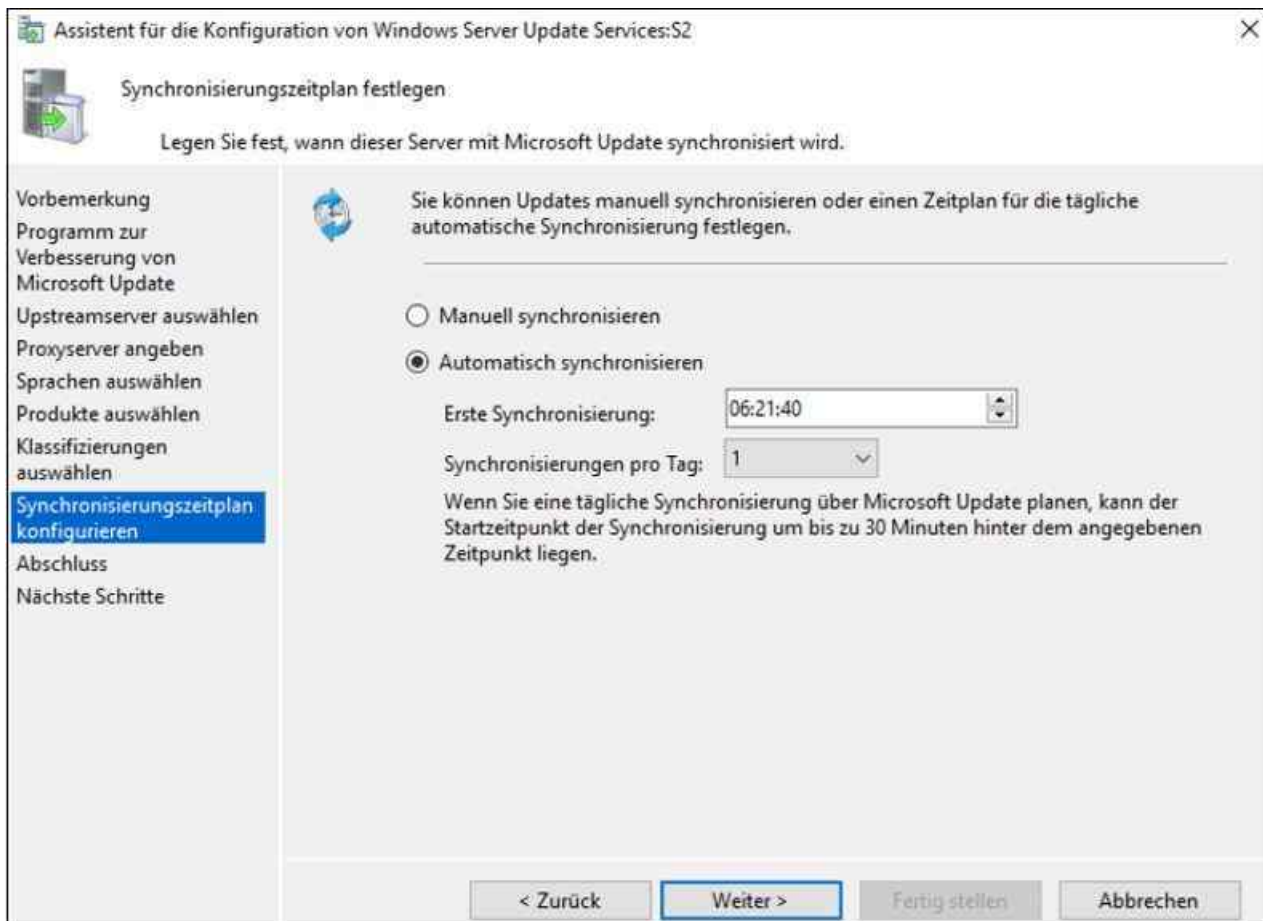 Assistent für die Konfiguration von Windows Server Update Services:S2
Synchronisierungszeitplan festlegen
Legen Sie fest, wann dieser Server mit Microsoft Update synchronisiert wird.
Vorbemerkung
Programm zur
Verbesserung von
Microsoft Update
Upstreamserver auswählen
Proxyserver angeben
Sprachen auswählen
Produkte auswählen
Klassifizierungen
auswählen
Synchronisierungszeitplan
konfigurieren
Abschluss
Nächste Schritte
Sie können Updates manuell synchronisieren oder einen Zeitplan für die tägliche
automatische Synchronisierung festlegen.
Manuell synchronisieren
Automatisch synchronisieren
Erste Synchronisierung: 06:21:40
Synchronisierungen pro Tag: 1
Wenn Sie eine tägliche Synchronisierung über Microsoft Update planen, kann der
Startzeitpunkt der Synchronisierung um bis zu 30 Minuten hinter dem angegebenen
Zeitpunkt liegen.
< Zurück
Weiter >
Fertig stellen
Abbrechen